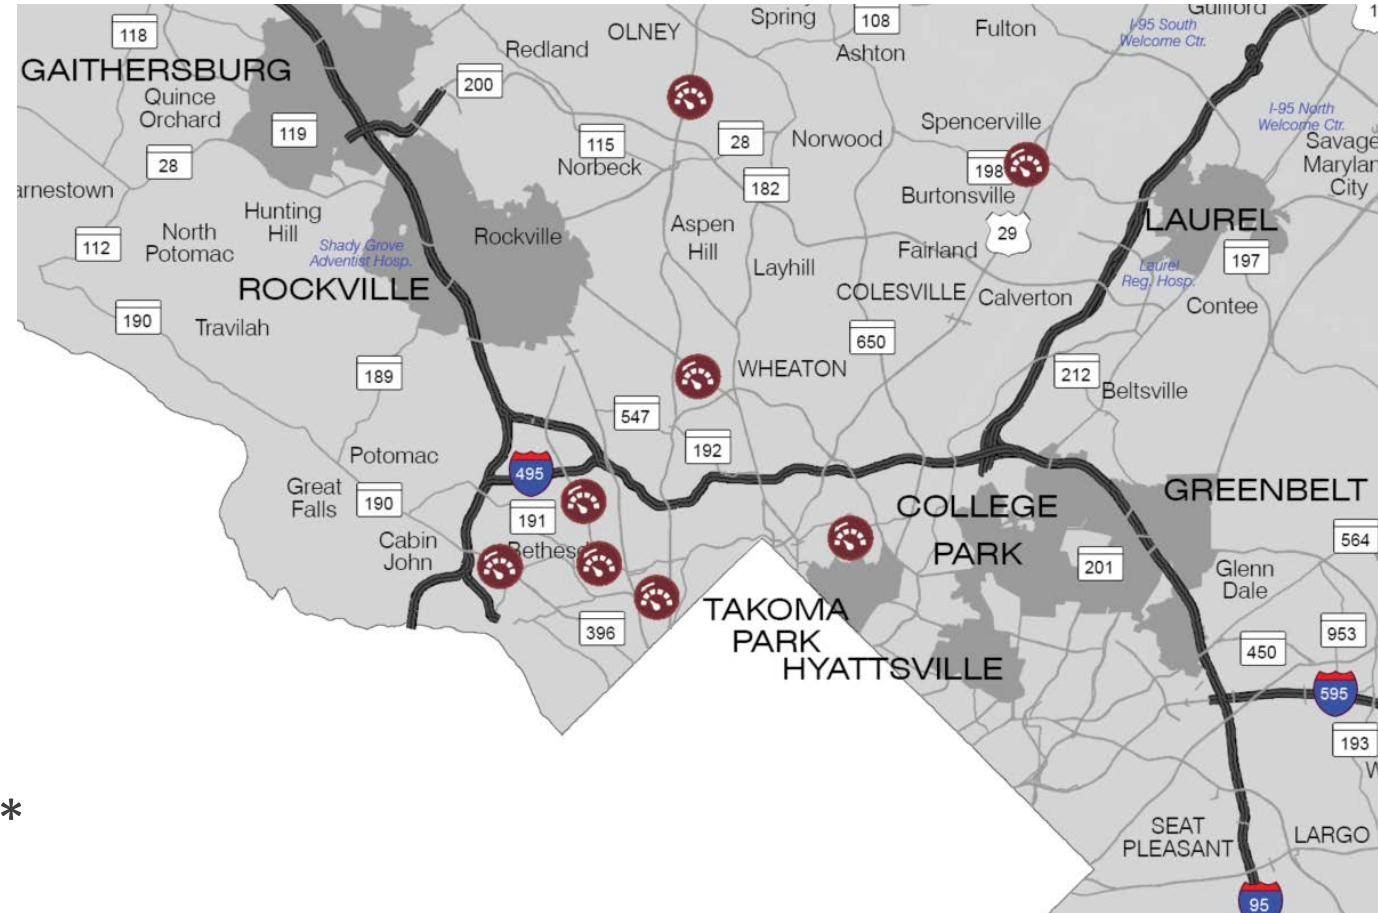 118
OLNEY
Spring
108
Fulton
I-95 South
Welcome Ctr.
Guilford
Redland
Ashton
GAITHERSBURG
200
Quince
Orchard
119
I-95 North
Welcome Ctr.
Spencerville
115
28
Norwood
Savage
Norbeck
28
198
182
Burtonsville
Hunting
Hill
North
Potomac
112
Shady Grove
Adventist Hosp.
Rockville
Aspen
Hill
29
LAUREL
Fairland
197
Layhill
Laurel
Reg. Hosp.
ROCKVILLE
COLESVILLE
Calverton
Contee
190
Travilah
650
189
WHEATON
212
Beltsville
547
192
Potomac
495
Great
Falls
190
191
COLLEGE
PARK
GREENBELT
Cabin
John
564
201
Glenn
Dale
396
TAKOMA
PARK
953
450
HYATTSVILLE
595
193
*
SEAT
PLEASANT
LARGO
95